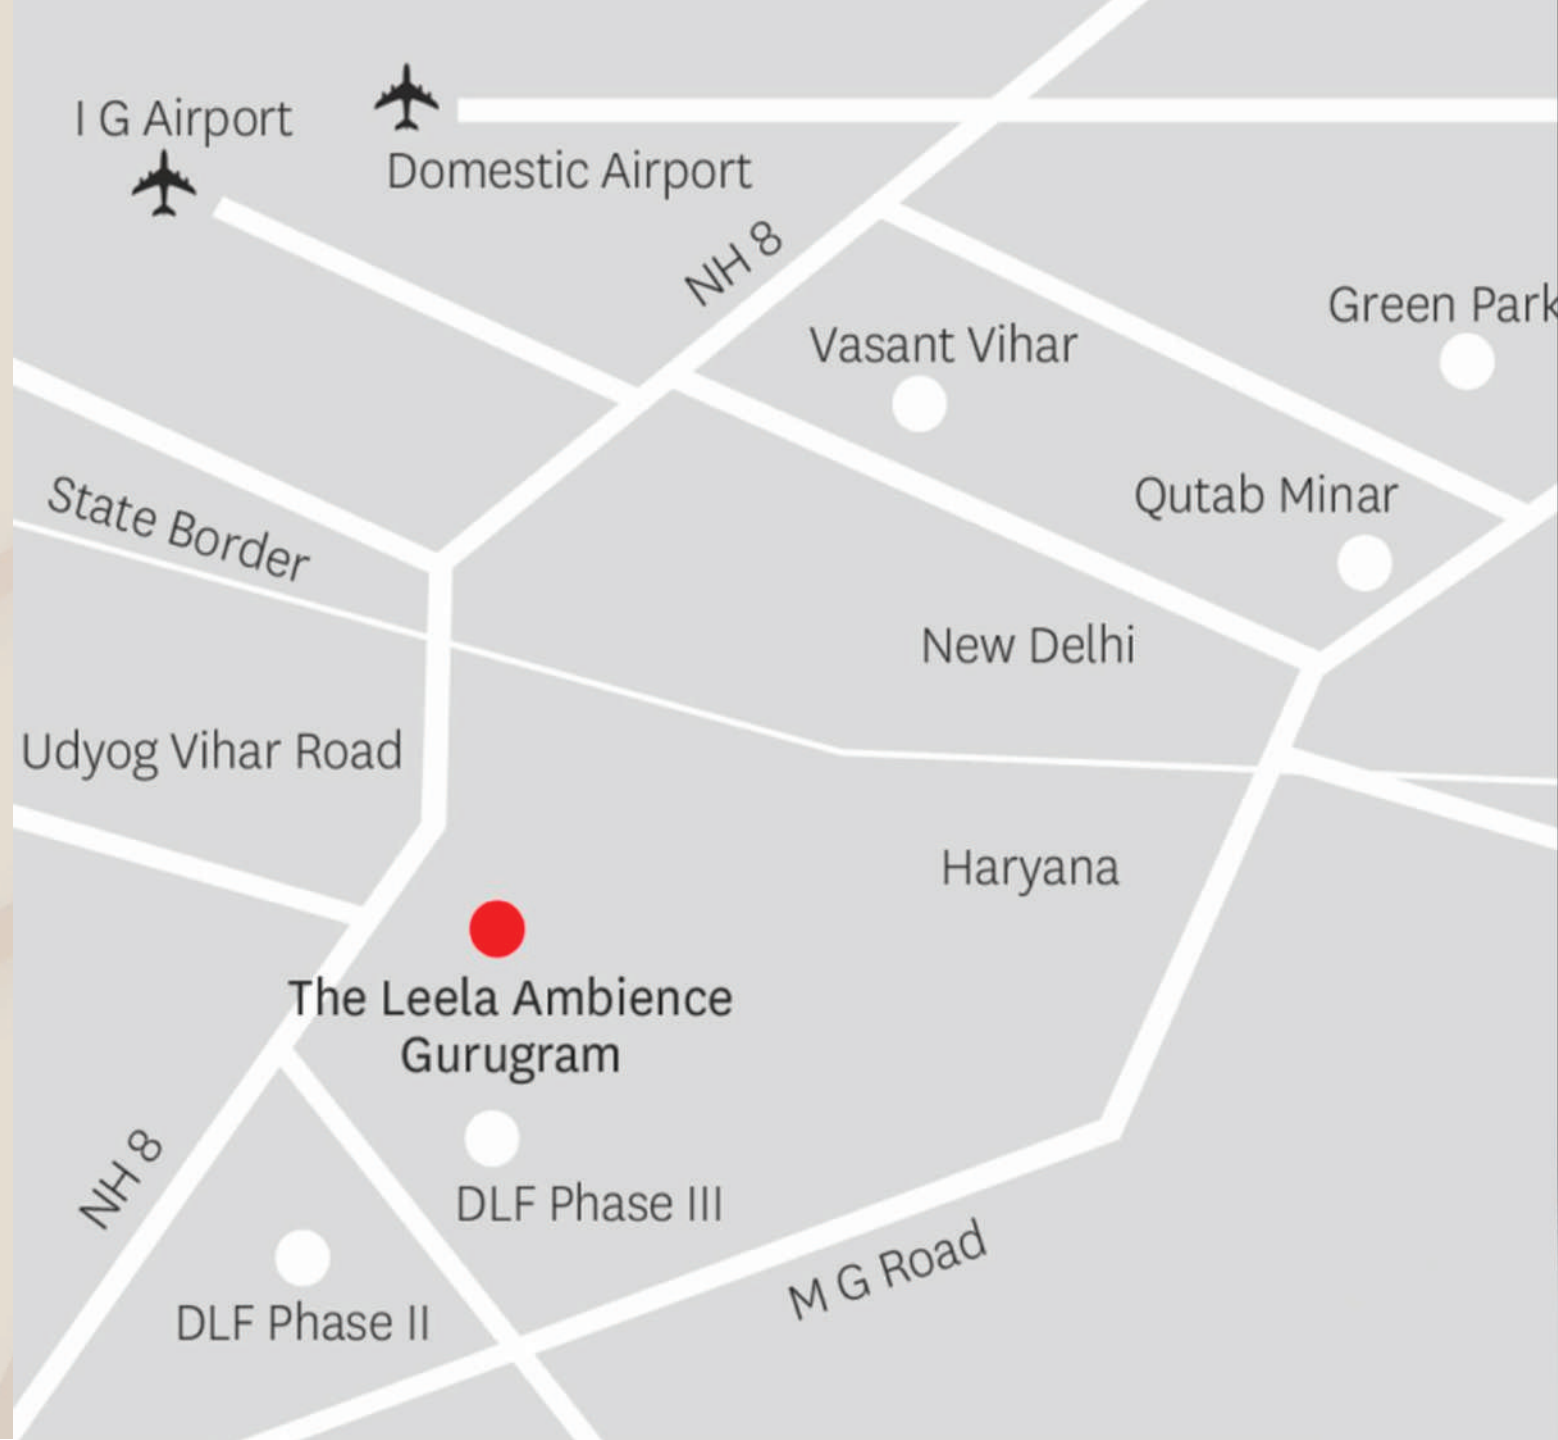 I G Airport
Domestic Airport
NH 8
Green Park
Vasant Vihar
State Border
Qutab Minar
New Delhi
Udyog Vihar Road
Haryana
The Leela Ambience
Gurugram
NH 8
DLF Phase III
M G Road
DLF Phase II